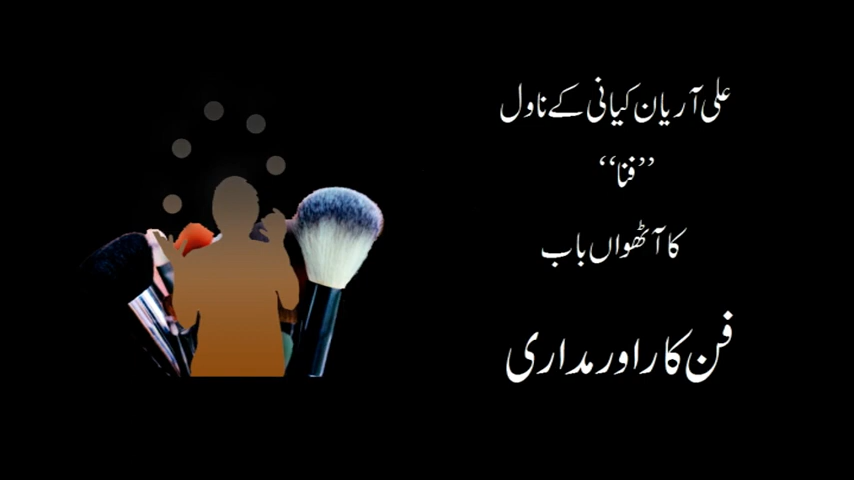 علی آریان کیانی کے ناول
”فنا“
کا آٹھواں باب
فن کار اور مداری